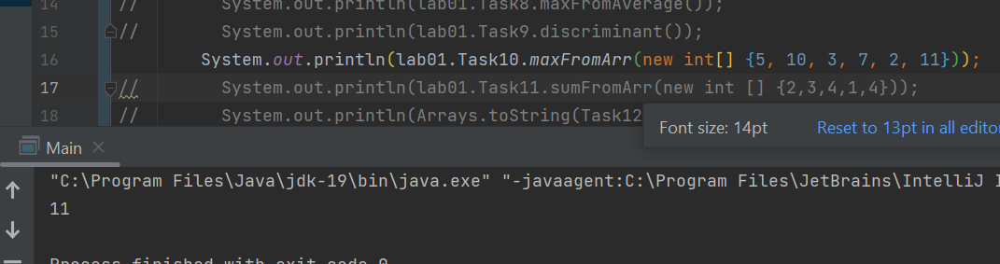 14 //        System.out.println(lab01.Task8.maxFromAverage());
15 //        System.out.println(lab01.Task9.discriminant());
16        System.out.println(lab01.Task10.maxFromArr(new int[] {5, 10, 3, 7, 2, 11}));
17 //        System.out.println(lab01.Task11.sumFromArr(new int [] {2,3,4,1,4}));
18 //        System.out.println(Arrays.toString(Task12
Font size: 14pt Reset to 13pt in all editor
Main
"C:\Program Files\Java\jdk-19\bin\java.exe" "-javaagent:C:\Program Files\JetBrains\IntelliJ I
11
Process finished with exit code 0